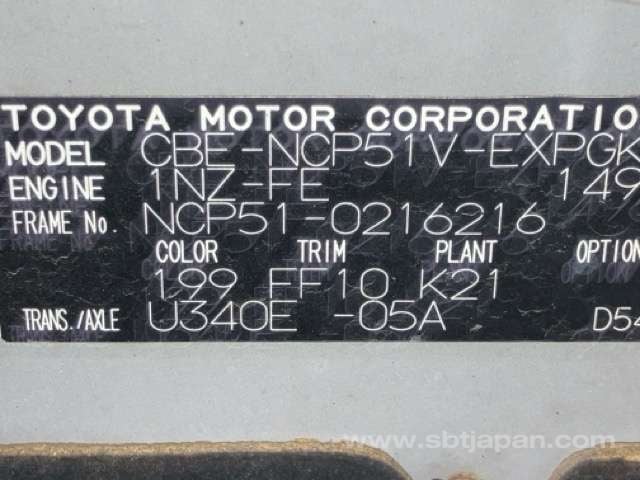 TOYOTA MOTOR CORPORATIO
MODEL CBE-NCP51V-EXPGK
ENGINE 1NZ-FE 149
FRAME No. NCP51-0216216
COLOR TRIM PLANT OPTION
199 FF10 K21
TRANS./AXLE U340E -05A D54
www.sbtjapan.com